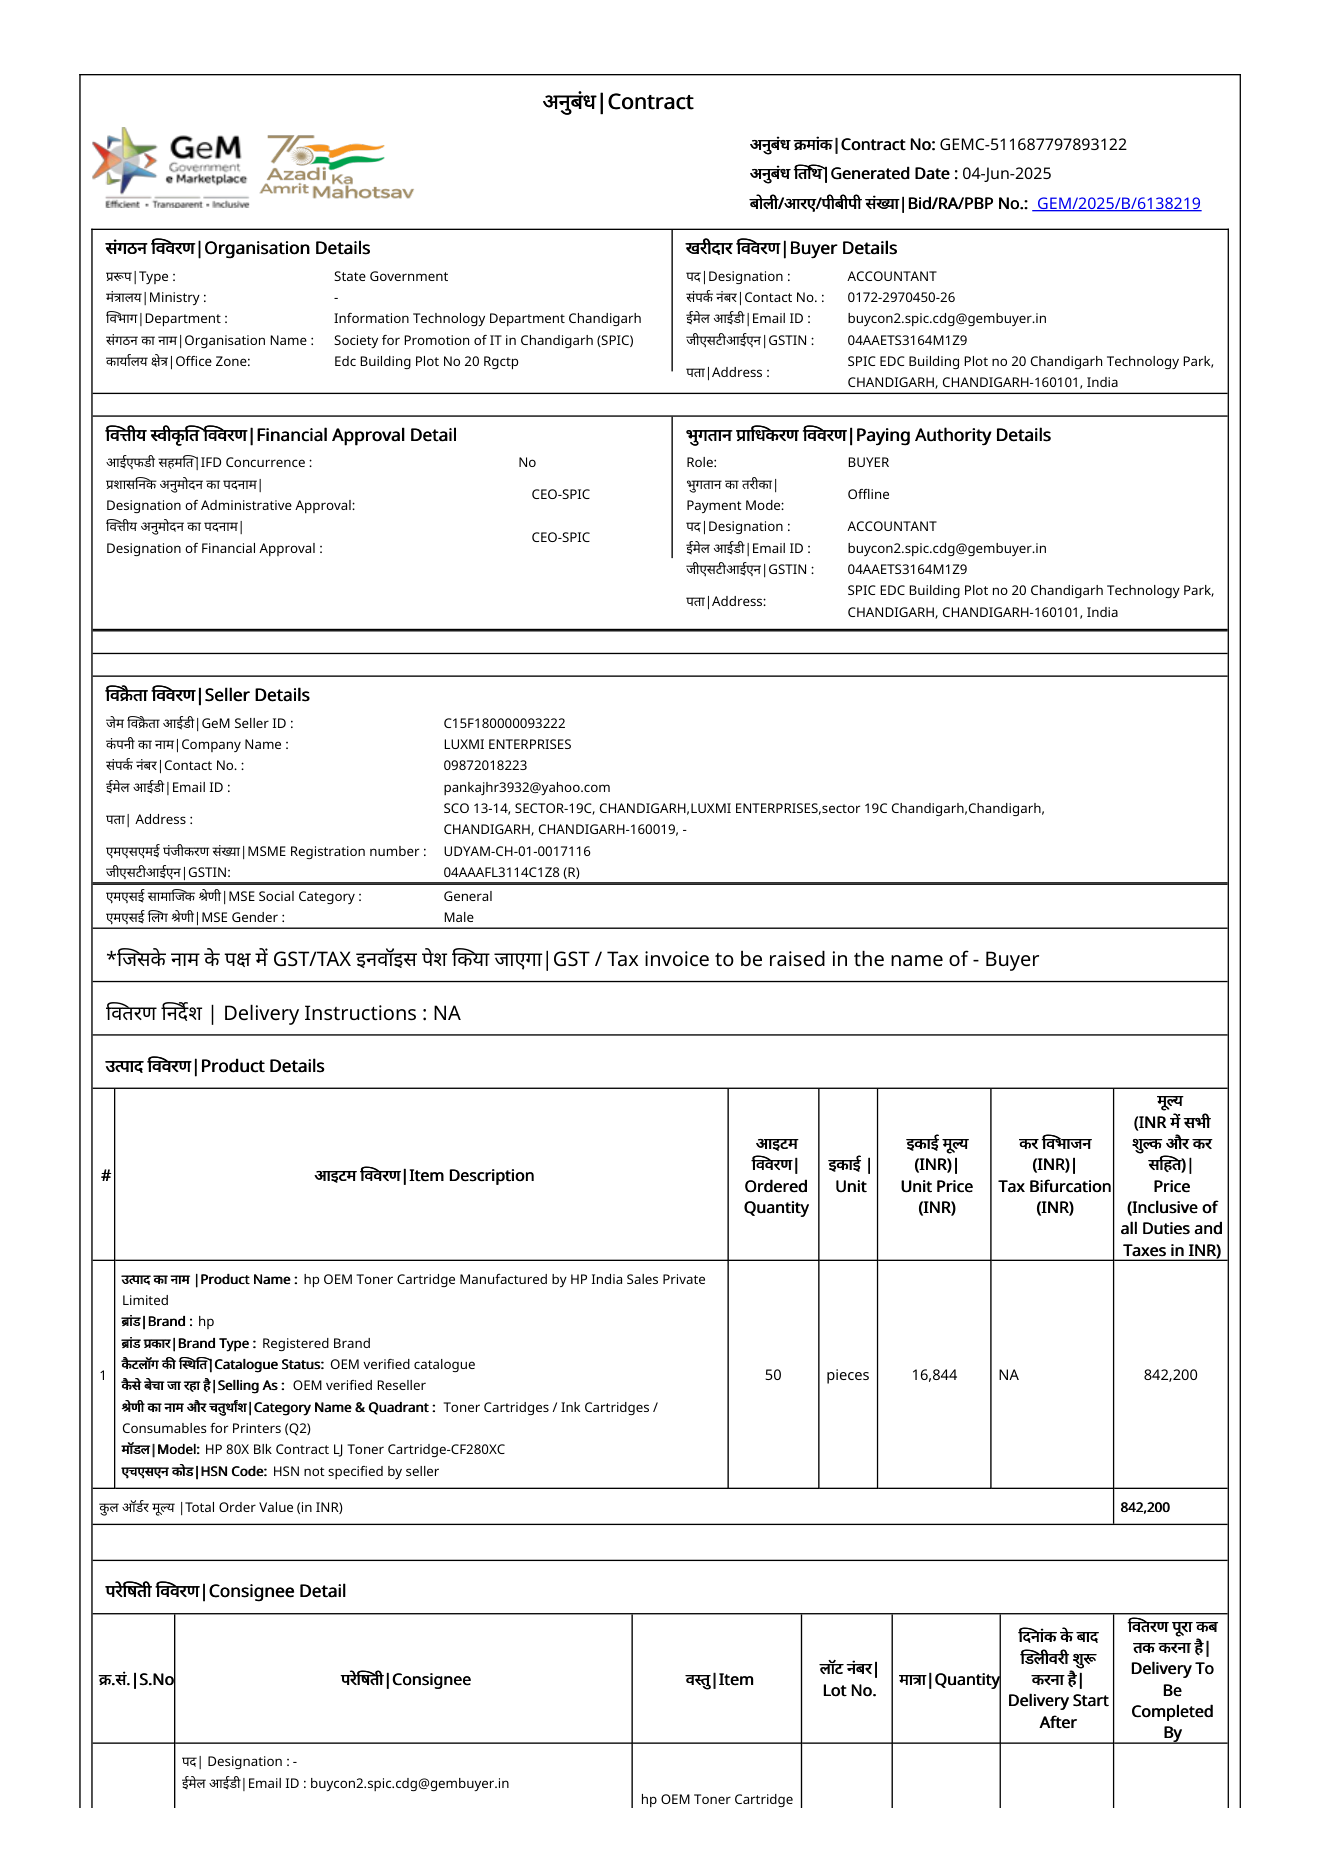 अनुबंध|Contract
GeM
Government
e Marketplace
Efficient • Transparent • Inclusive
75
Azadi Ka
Amrit Mahotsav
अनुबंध क्रमांक|Contract No: GEMC-511687797893122
अनुबंध तिथि|Generated Date : 04-Jun-2025
बोली/आरए/पीबीपी संख्या|Bid/RA/PBP No.: GEM/2025/B/6138219
संगठन विवरण|Organisation Details
प्ररूप|Type : State Government
मंत्रालय|Ministry : -
विभाग|Department : Information Technology Department Chandigarh
संगठन का नाम|Organisation Name : Society for Promotion of IT in Chandigarh (SPIC)
कार्यालय क्षेत्र|Office Zone: Edc Building Plot No 20 Rgctp
खरीदार विवरण|Buyer Details
पद|Designation : ACCOUNTANT
संपर्क नंबर|Contact No. : 0172-2970450-26
ईमेल आईडी|Email ID : buycon2.spic.cdg@gembuyer.in
जीएसटीआईएन|GSTIN : 04AAETS3164M1Z9
पता|Address : SPIC EDC Building Plot no 20 Chandigarh Technology Park,
CHANDIGARH, CHANDIGARH-160101, India
वित्तीय स्वीकृति विवरण|Financial Approval Detail
आईएफडी सहमति|IFD Concurrence : No
प्रशासनिक अनुमोदन का पदनाम|
Designation of Administrative Approval: CEO-SPIC
वित्तीय अनुमोदन का पदनाम|
Designation of Financial Approval : CEO-SPIC
भुगतान प्राधिकरण विवरण|Paying Authority Details
Role: BUYER
भुगतान का तरीका|
Payment Mode: Offline
पद|Designation : ACCOUNTANT
ईमेल आईडी|Email ID : buycon2.spic.cdg@gembuyer.in
जीएसटीआईएन|GSTIN : 04AAETS3164M1Z9
पता|Address: SPIC EDC Building Plot no 20 Chandigarh Technology Park,
CHANDIGARH, CHANDIGARH-160101, India
विक्रेता विवरण|Seller Details
जेम विक्रेता आईडी|GeM Seller ID : C15F180000093222
कंपनी का नाम|Company Name : LUXMI ENTERPRISES
संपर्क नंबर|Contact No. : 09872018223
ईमेल आईडी|Email ID : pankajhr3932@yahoo.com
पता| Address : SCO 13-14, SECTOR-19C, CHANDIGARH,LUXMI ENTERPRISES,sector 19C Chandigarh,Chandigarh,
CHANDIGARH, CHANDIGARH-160019, -
एमएसएमई पंजीकरण संख्या|MSME Registration number : UDYAM-CH-01-0017116
जीएसटीआईएन|GSTIN: 04AAAFL3114C1Z8 (R)
एमएसई सामाजिक श्रेणी|MSE Social Category : General
एमएसई लिंग श्रेणी|MSE Gender : Male
*जिसके नाम के पक्ष में GST/TAX इनवॉइस पेश किया जाएगा|GST / Tax invoice to be raised in the name of - Buyer
वितरण निर्देश | Delivery Instructions : NA
उत्पाद विवरण|Product Details
#
आइटम विवरण|Item Description
आइटम
विवरण|
Ordered
Quantity
इकाई |
Unit
इकाई मूल्य
(INR)|
Unit Price
(INR)
कर विभाजन
(INR)|
Tax Bifurcation
(INR)
मूल्य
(INR में सभी
शुल्क और कर
सहित)|
Price
(Inclusive of
all Duties and
Taxes in INR)
1
उत्पाद का नाम |Product Name : hp OEM Toner Cartridge Manufactured by HP India Sales Private
Limited
ब्रांड|Brand : hp
ब्रांड प्रकार|Brand Type : Registered Brand
कैटलॉग की स्थिति|Catalogue Status: OEM verified catalogue
कैसे बेचा जा रहा है|Selling As : OEM verified Reseller
श्रेणी का नाम और चतुर्थांश|Category Name & Quadrant : Toner Cartridges / Ink Cartridges /
Consumables for Printers (Q2)
मॉडल|Model: HP 80X Blk Contract LJ Toner Cartridge-CF280XC
एचएसएन कोड|HSN Code: HSN not specified by seller
50
pieces
16,844
NA
842,200
कुल ऑर्डर मूल्य |Total Order Value (in INR) 842,200
परेषिती विवरण|Consignee Detail
क्र.सं.|S.No
परेषिती|Consignee
वस्तु|Item
लॉट नंबर|
Lot No.
मात्रा|Quantity
दिनांक के बाद
डिलीवरी शुरू
करना है|
Delivery Start
After
वितरण पूरा कब
तक करना है|
Delivery To
Be
Completed
By
पद| Designation : -
ईमेल आईडी|Email ID : buycon2.spic.cdg@gembuyer.in
hp OEM Toner Cartridge